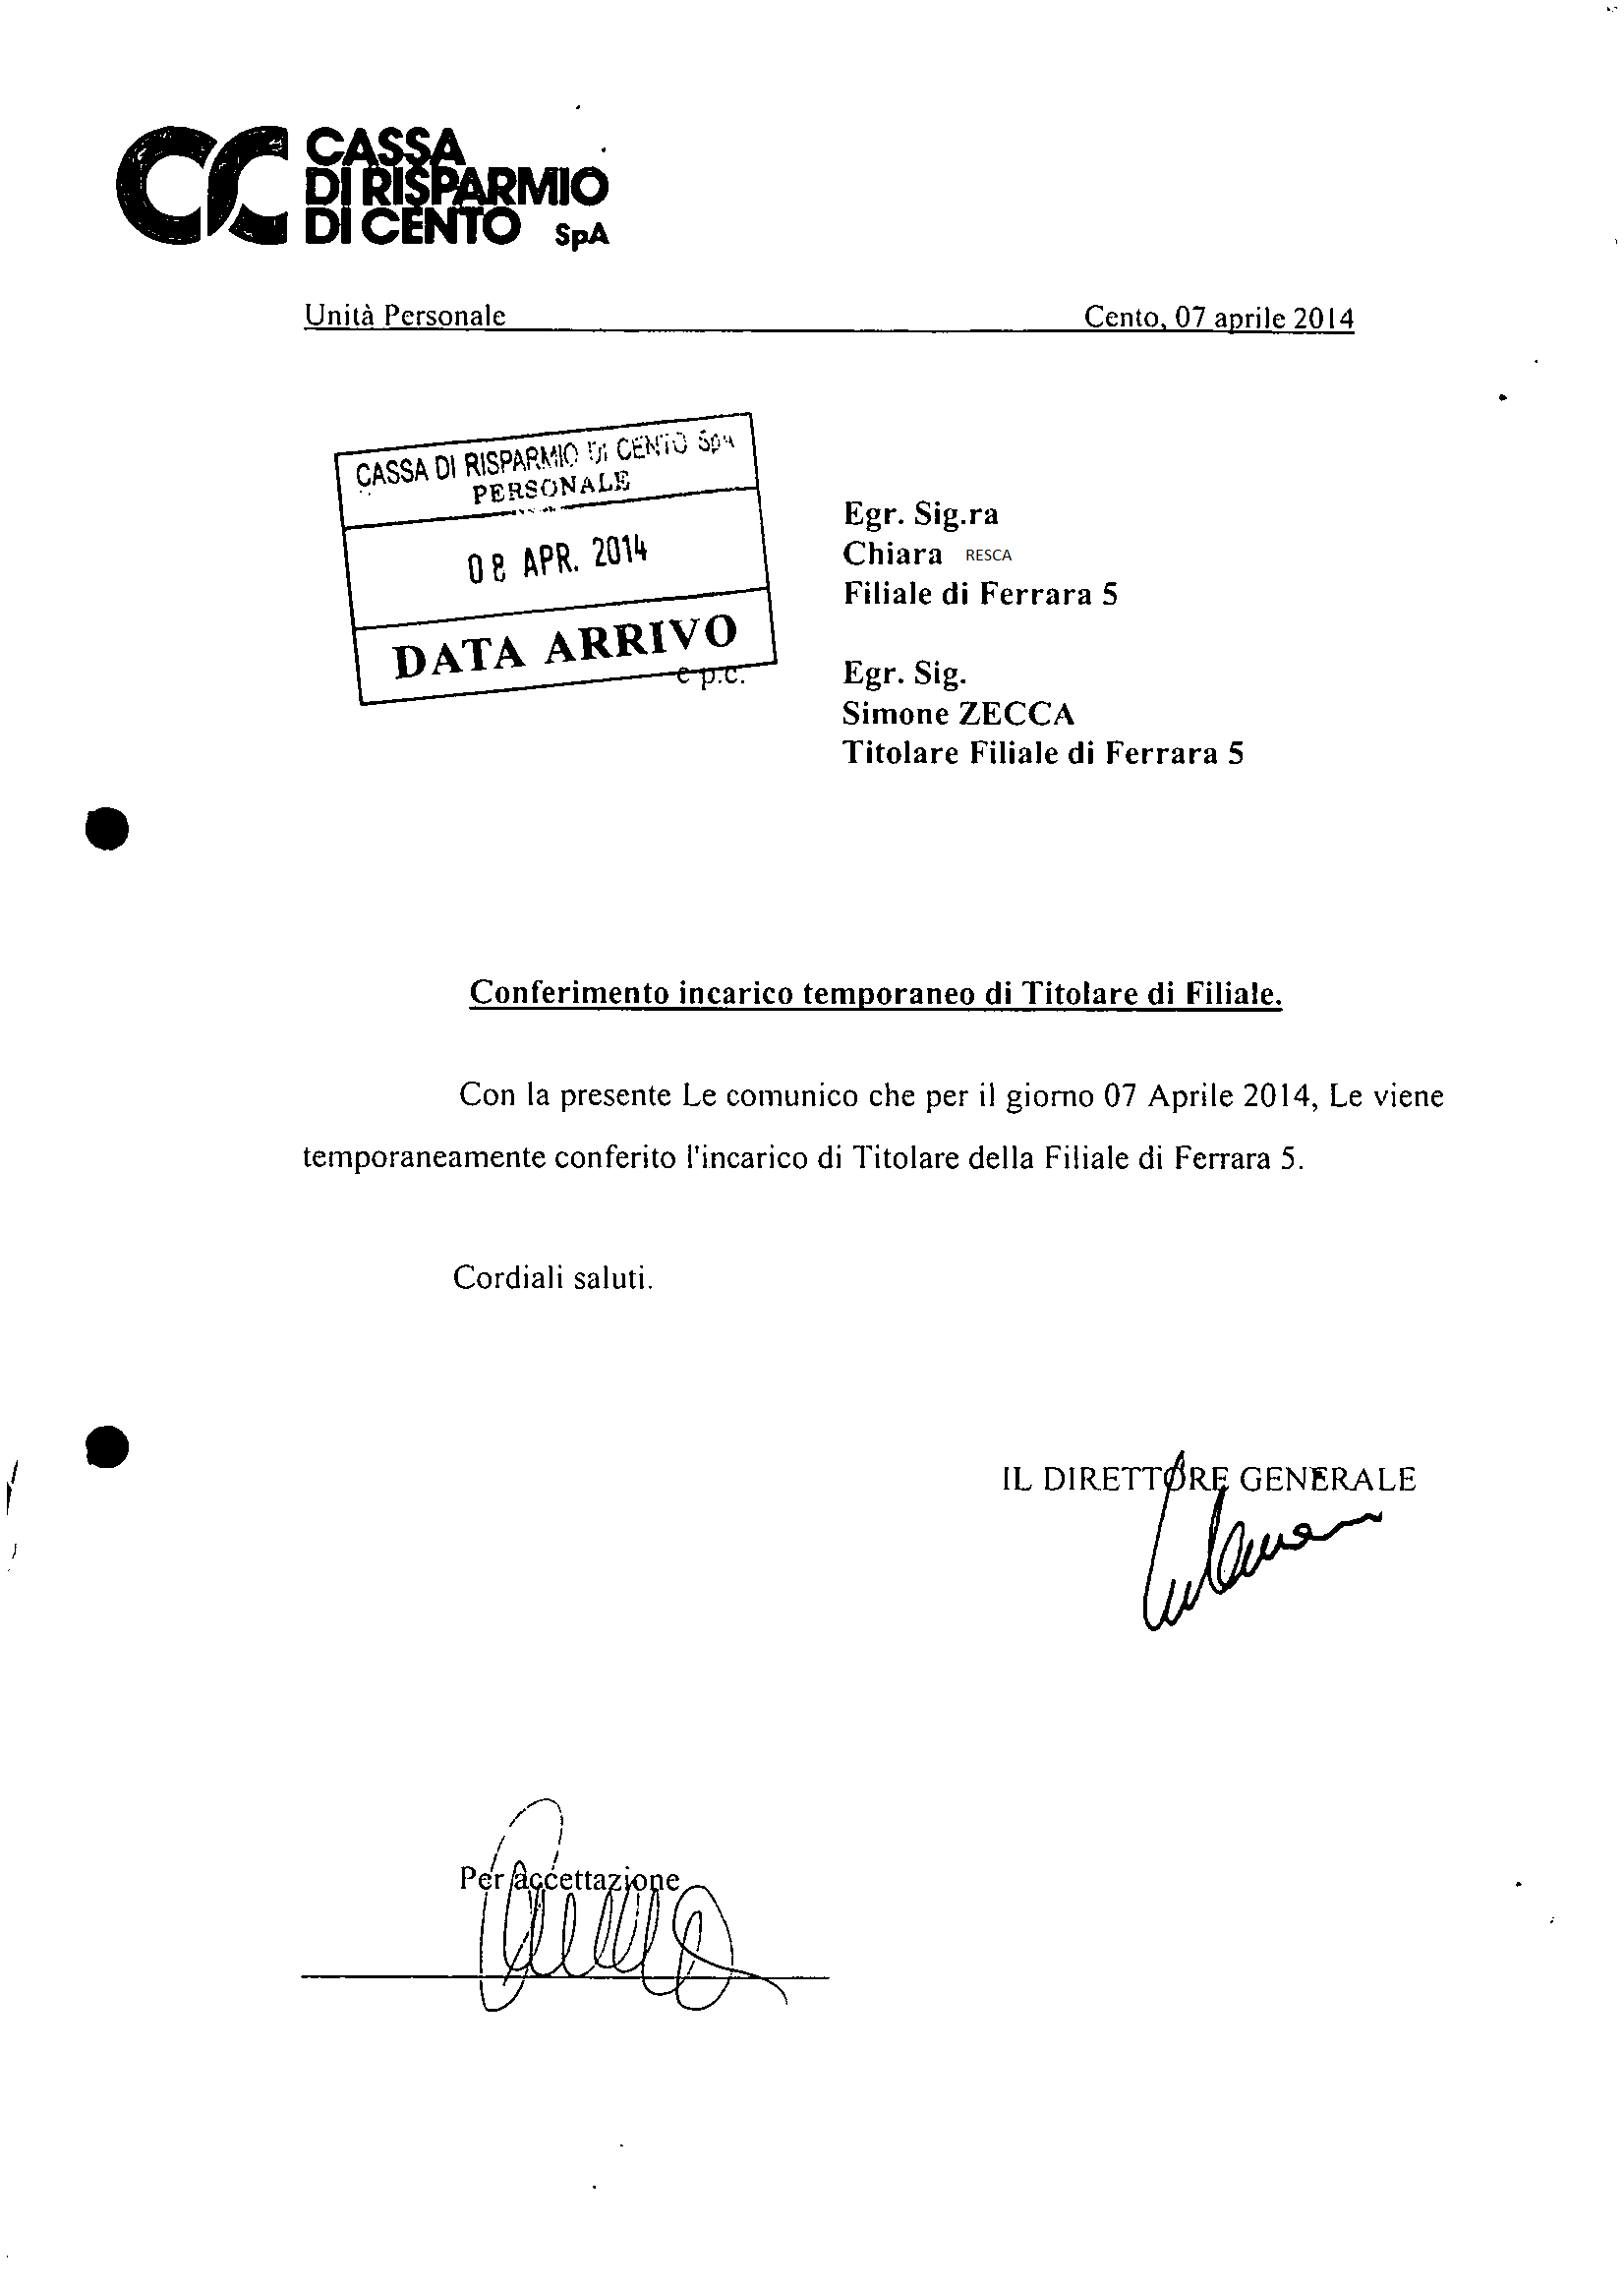 CASSA
DI RISPARMIO
DI CENTO SpA
Unità Personale Cento, 07 aprile 2014
CASSA DI RISPARMIO DI CENTO SpA
PERSONALE
08 APR. 2014
DATA ARRIVO
Egr. Sig.ra
Chiara RESCA
Filiale di Ferrara 5
e p.c.
Egr. Sig.
Simone ZECCA
Titolare Filiale di Ferrara 5
Conferimento incarico temporaneo di Titolare di Filiale.
Con la presente Le comunico che per il giorno 07 Aprile 2014, Le viene
temporaneamente conferito l'incarico di Titolare della Filiale di Ferrara 5.
Cordiali saluti.
IL DIRETTORE GENERALE
Per accettazione